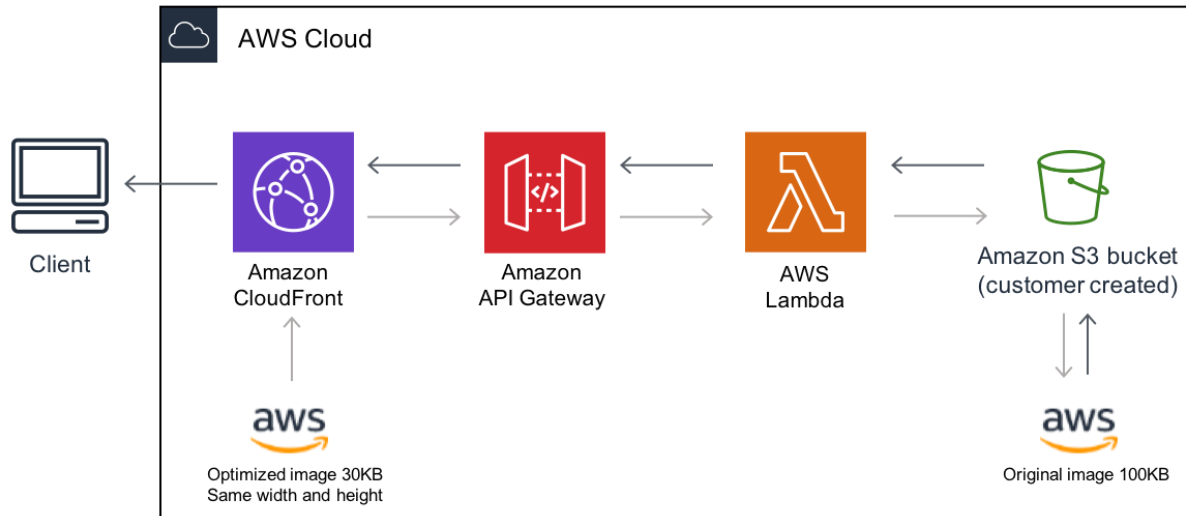 AWS Cloud
</>
Client
Amazon
CloudFront
Amazon
API Gateway
AWS
Lambda
Amazon S3 bucket
(customer created)
aws
Optimized image 30KB
Same width and height
aws
Original image 100KB